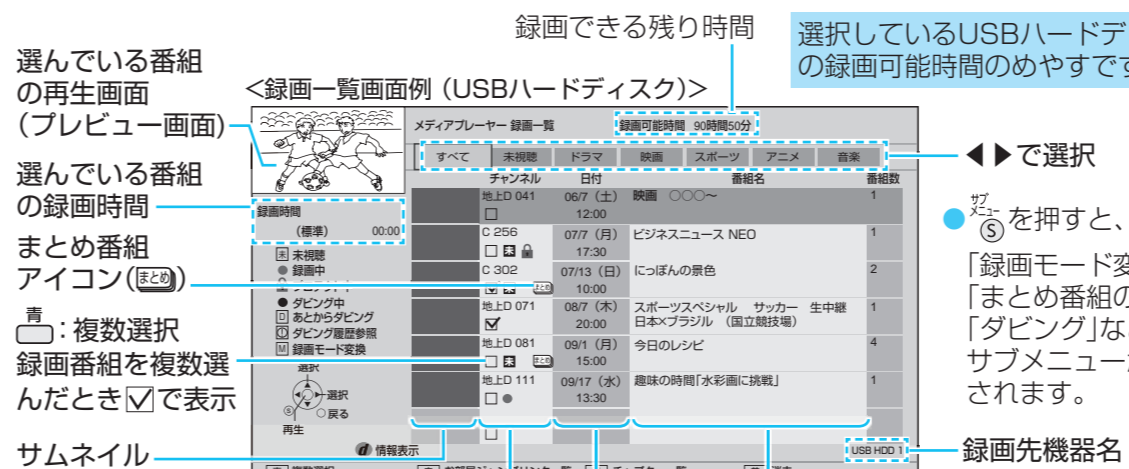 録画できる残り時間
選択しているUSBハードデ
の録画可能時間のめやすです
選んでいる番組
の再生画面
(プレビュー画面)
<録画一覧画面例(USBハードディスク)>
選んでいる番組
の録画時間
まとめ番組
アイコン(まとめ)
青
:複数選択
録画番組を複数選
んだとき☑で表示
サムネイル
メディアプレーヤー 録画一覧
録画可能時間 90時間50分
すべて 未視聴 ドラマ 映画 スポーツ アニメ 音楽
チャンネル 日付 番組名 番組数
地上D 041 06/7(土) 映画 ○○○~ 1
12:00
C 256 07/7(月) ビジネスニュース NEO 1
未 17:30
C 302 07/13(日) にっぽんの景色 2
まとめ 10:00
地上D 071 08/7(木) スポーツスペシャル サッカー 生中継 1
20:00 日本×ブラジル (国立競技場)
地上D 081 09/1(月) 今日のレシピ 4
未 まとめ 15:00
地上D 111 09/17(水) 趣味の時間「水彩画に挑戦」 1
13:30
録画時間
(標準) 00:00
未 未視聴
● 録画中
● ダビング中
D あとからダビング
ダビング履歴参照
M 録画モード変換
選択
選択
S 戻る
再生
d 情報表示
USB HDD 1
◀▶で選択
● サブメニュー S を押すと、
「録画モード変
「まとめ番組の
「ダビング」な
サブメニューが
されます。
録画先機器名